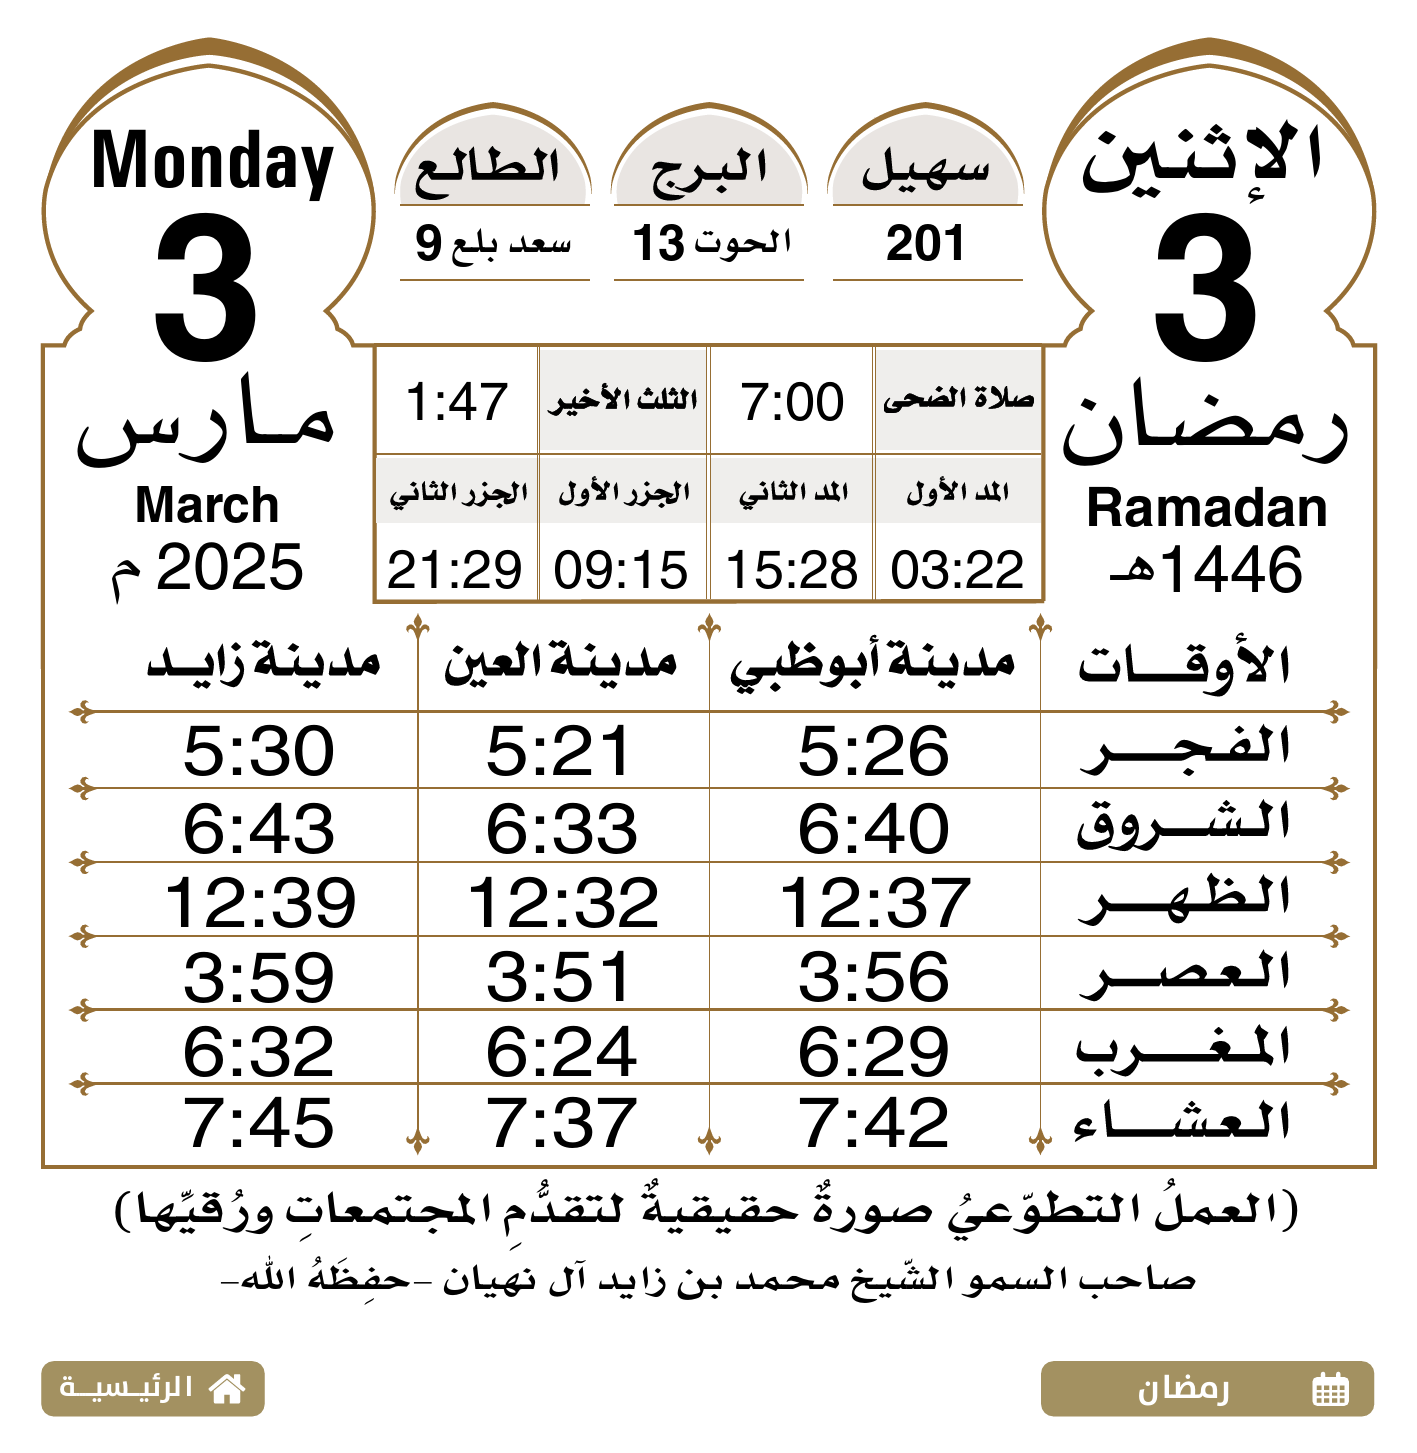 الإثنين
3
رمضان
Ramadan
1446هـ
سهيل
201
البرج
الحوت 13
الطالع
سعد بلع 9
Monday
3
مارس
March
2025 م
صلاة الضحى 7:00 الثلث الأخير 1:47
المد الأول المد الثاني الجزر الأول الجزر الثاني
03:22 15:28 09:15 21:29
الأوقات مدينة أبوظبي مدينة العين مدينة زايد
الفجر 5:26 5:21 5:30
الشروق 6:40 6:33 6:43
الظهر 12:37 12:32 12:39
العصر 3:56 3:51 3:59
المغرب 6:29 6:24 6:32
العشاء 7:42 7:37 7:45
(العملُ التطوّعيُ صورةٌ حقيقيةٌ لتقدُّمِ المجتمعاتِ ورُقيِّها)
صاحب السمو الشّيخ محمد بن زايد آل نهيان –حفِظَهُ الله–
رمضان
الرئيسية